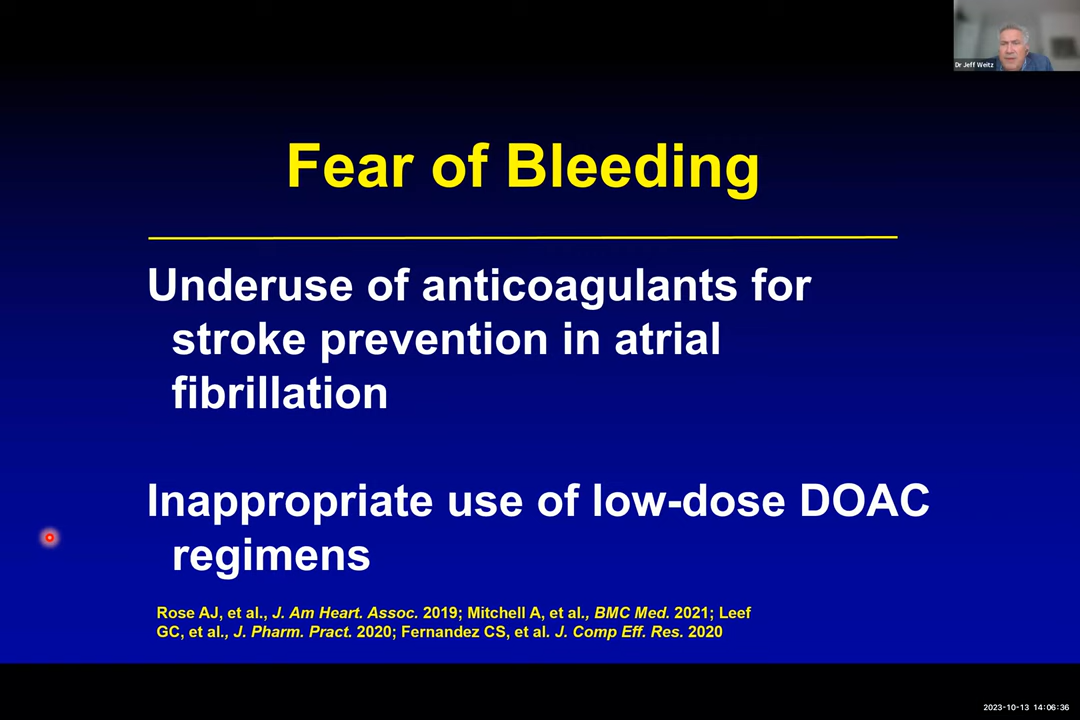 Dr Jeff Weitz
Fear of Bleeding
Underuse of anticoagulants for
stroke prevention in atrial
fibrillation
Inappropriate use of low-dose DOAC
regimens
Rose AJ, et al., J. Am Heart. Assoc. 2019; Mitchell A, et al., BMC Med. 2021; Leef
GC, et al., J. Pharm. Pract. 2020; Fernandez CS, et al. J. Comp Eff. Res. 2020
2023-10-13 14:06:36